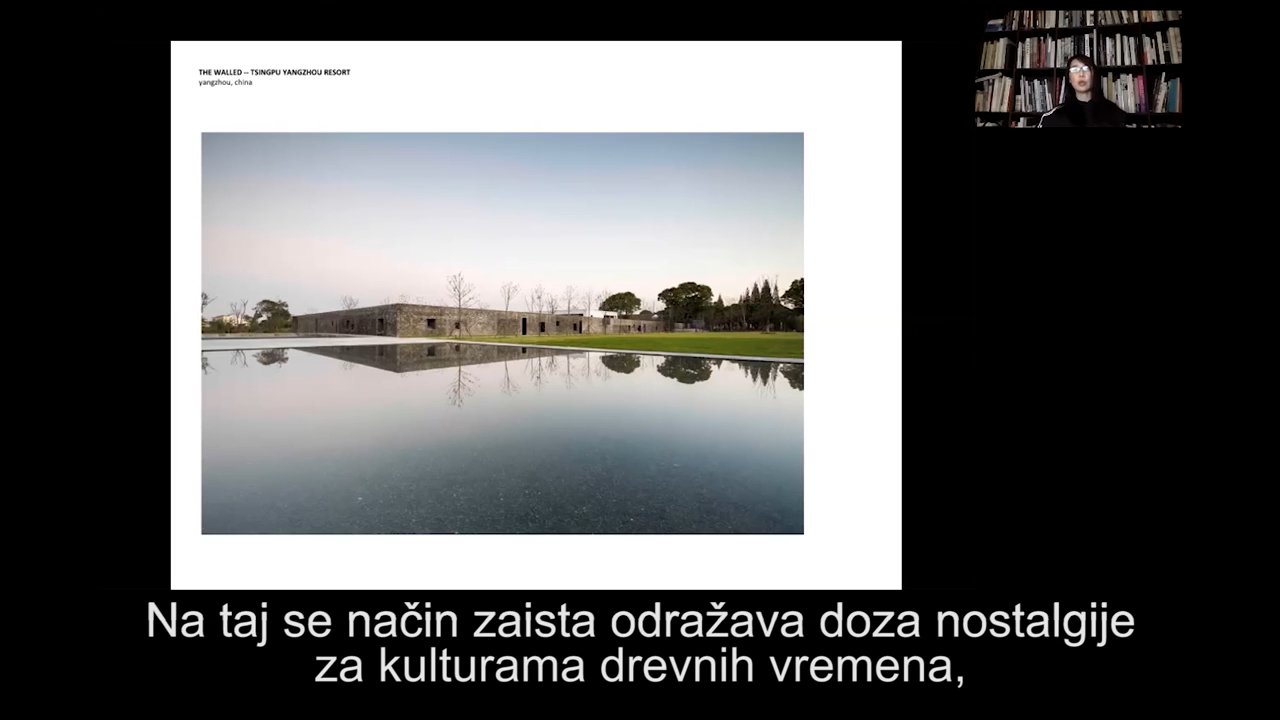 THE WALLED -- TSINGPU YANGZHOU RESORT
yangzhou, china
Na taj se način zaista odražava doza nostalgije
za kulturama drevnih vremena,